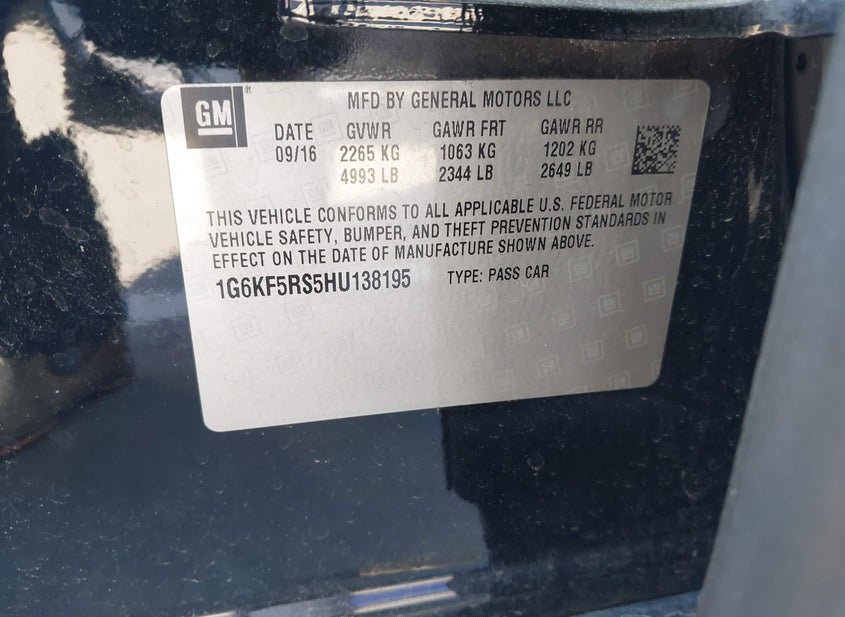 GM ®
MFD BY GENERAL MOTORS LLC
DATE GVWR GAWR FRT GAWR RR
09/16 2265 KG 1063 KG 1202 KG
4993 LB 2344 LB 2649 LB
THIS VEHICLE CONFORMS TO ALL APPLICABLE U.S. FEDERAL MOTOR
VEHICLE SAFETY, BUMPER, AND THEFT PREVENTION STANDARDS IN
EFFECT ON THE DATE OF MANUFACTURE SHOWN ABOVE.
1G6KF5RS5HU138195 TYPE: PASS CAR